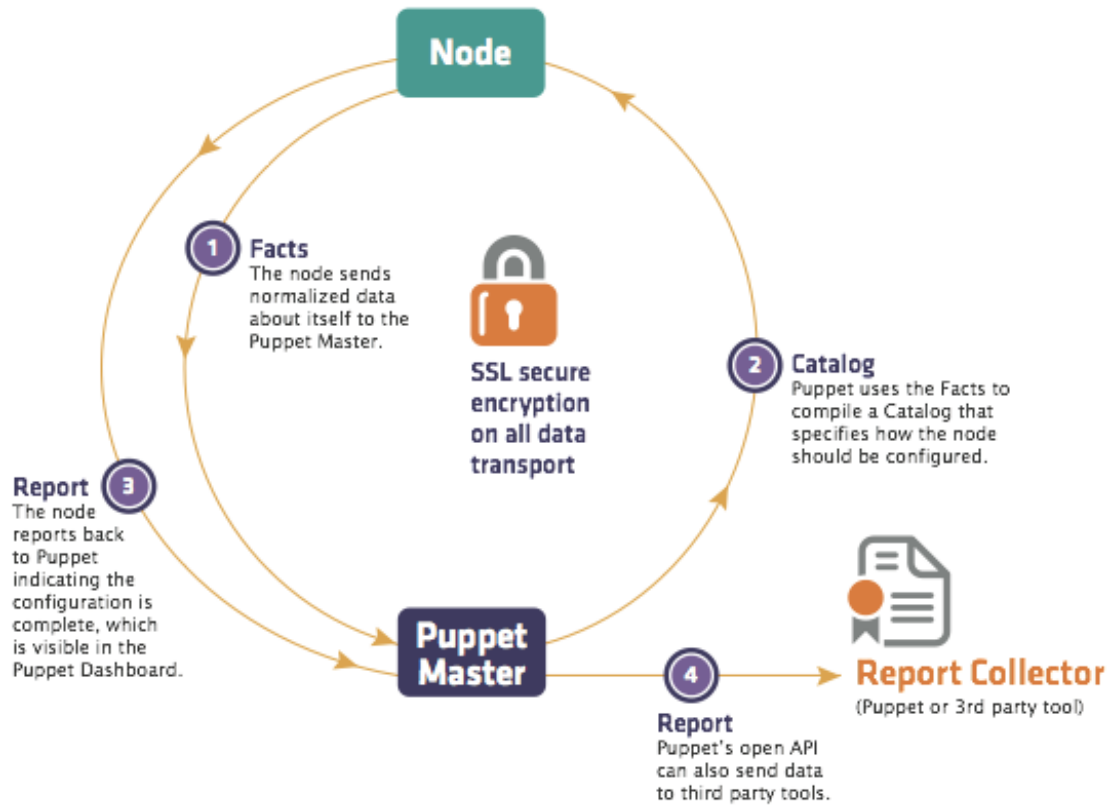 Node
1
Facts
The node sends
normalized data
about itself to the
Puppet Master.
SSL secure
encryption
on all data
transport
2
Catalog
Puppet uses the Facts to
compile a Catalog that
specifies how the node
should be configured.
Report
3
The node
reports back
to Puppet
indicating the
configuration is
complete, which
is visible in the
Puppet Dashboard.
Puppet
Master
4
Report
Puppet's open API
can also send data
to third party tools.
Report Collector
(Puppet or 3rd party tool)